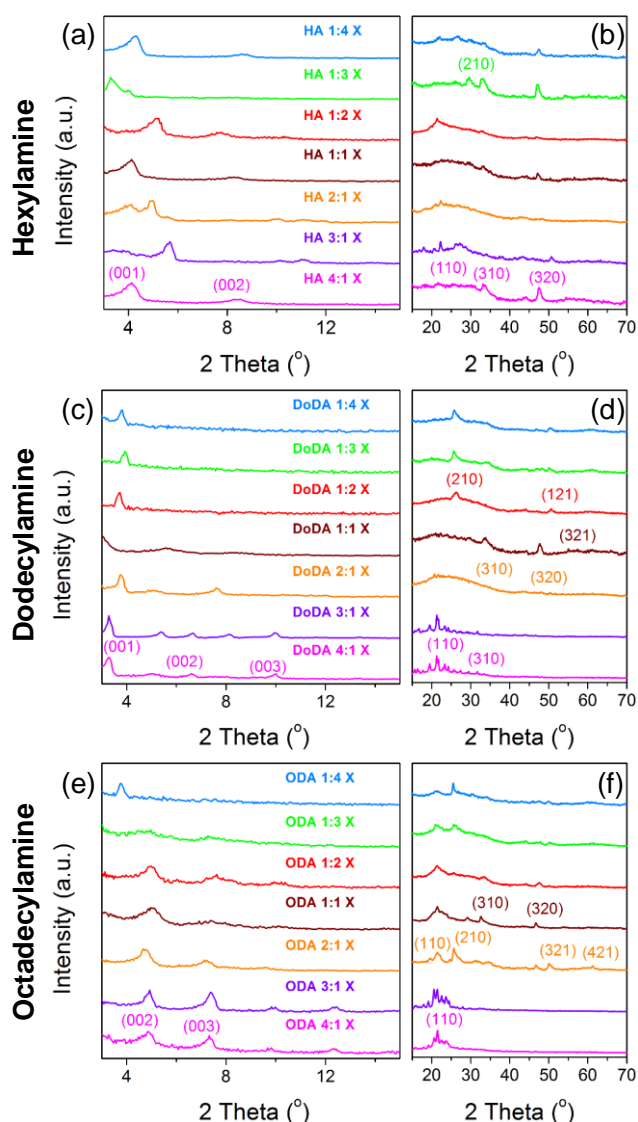 Hexylamine
Intensity (a.u.)
(a)
HA 1:4 X
HA 1:3 X
HA 1:2 X
HA 1:1 X
HA 2:1 X
HA 3:1 X
HA 4:1 X
(001)
(002)
4 8 12
2 Theta (°)
(b)
(210)
(110)
(310)
(320)
20 30 40 50 60 70
2 Theta (°)
Dodecylamine
Intensity (a.u.)
(c)
DoDA 1:4 X
DoDA 1:3 X
DoDA 1:2 X
DoDA 1:1 X
DoDA 2:1 X
DoDA 3:1 X
DoDA 4:1 X
(001)
(002)
(003)
4 8 12
2 Theta (°)
(d)
(210)
(121)
(321)
(310)
(320)
(110)
(310)
20 30 40 50 60 70
2 Theta (°)
Octadecylamine
Intensity (a.u.)
(e)
ODA 1:4 X
ODA 1:3 X
ODA 1:2 X
ODA 1:1 X
ODA 2:1 X
ODA 3:1 X
ODA 4:1 X
(002)
(003)
4 8 12
2 Theta (°)
(f)
(310)
(320)
(110)
(210)
(321)
(421)
(110)
20 30 40 50 60 70
2 Theta (°)